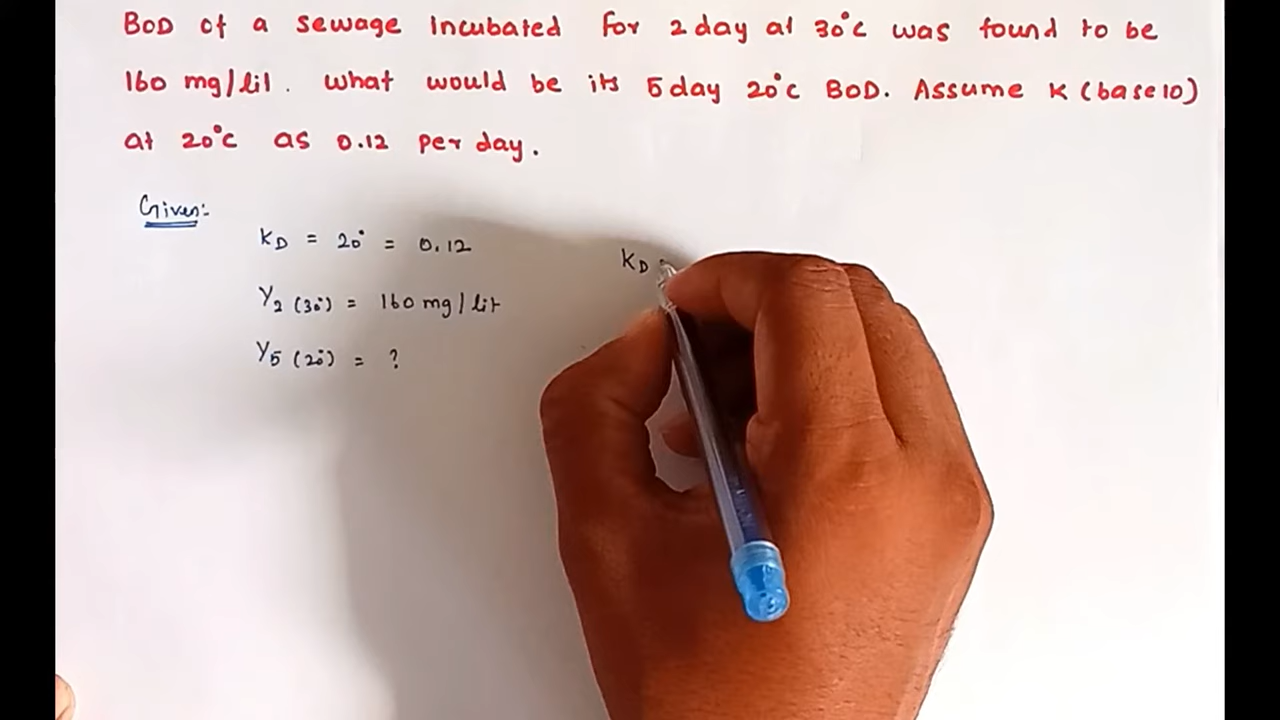 BOD of a sewage incubated for 2 day at 30°c was found to be
160 mg/lit. what would be its 5 day 20°c BOD. Assume K (base 10)
at 20°c as 0.12 per day.
Given:-
KD = 20° = 0.12
KD
Y2 (30°) = 160 mg/lit
Y5 (20°) = ?